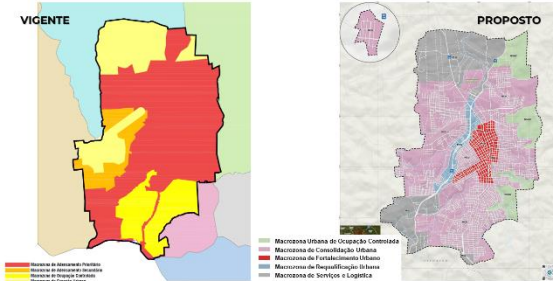 VIGENTE
PROPOSTO
Macrozona de Adensamento Prioritário
Macrozona de Adensamento Secundário
Macrozona de Ocupação Controlada
Macrozona Urbana de Ocupação Controlada
Macrozona de Consolidação Urbana
Macrozona de Fortalecimento Urbano
Macrozona de Requalificação Urbana
Macrozona de Serviços e Logística